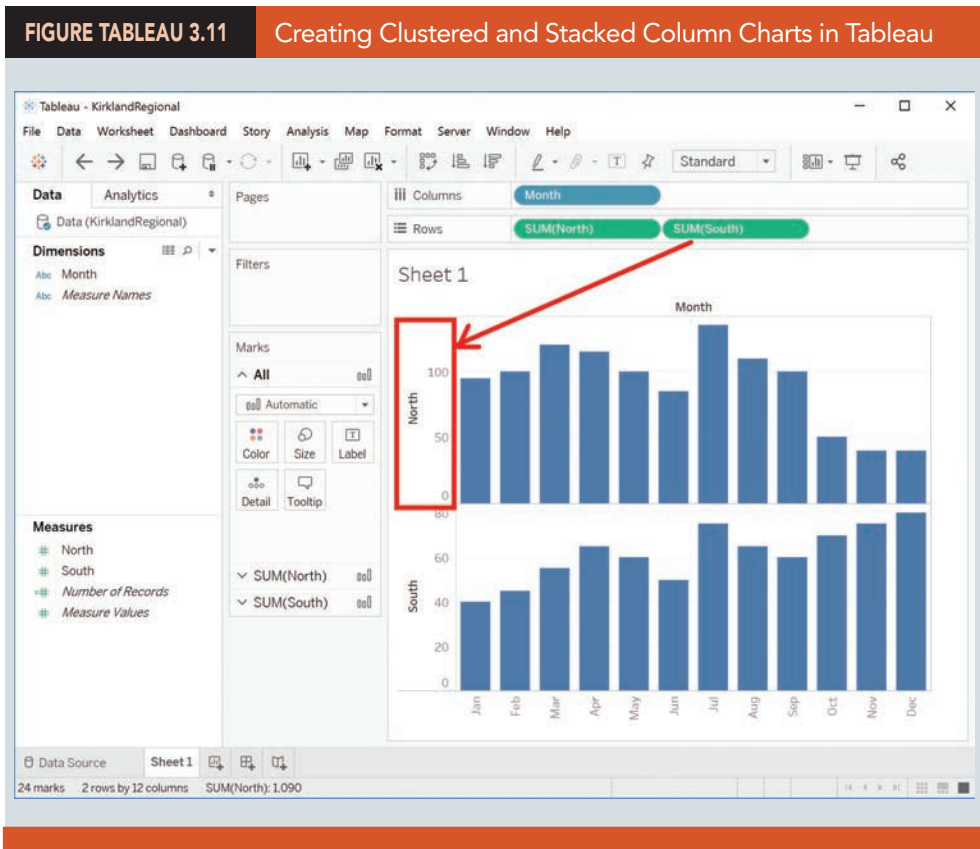 FIGURE TABLEAU 3.11
Creating Clustered and Stacked Column Charts in Tableau
Tableau - KirklandRegional
File Data Worksheet Dashboard Story Analysis Map Format Server Window Help
Standard
Data Analytics
Data (KirklandRegional)
Dimensions
Abc Month
Abc Measure Names
Measures
North
South
Number of Records
Measure Values
Pages
Filters
Marks
All
Automatic
Color Size Label
Detail Tooltip
SUM(North)
SUM(South)
Columns Month
Rows SUM(North) SUM(South)
Sheet 1
Month
North
100
50
0
South
80
60
40
20
0
Jan Feb Mar Apr May Jun Jul Aug Sep Oct Nov Dec
Data Source Sheet 1
24 marks 2 rows by 12 columns SUM(North): 1,090